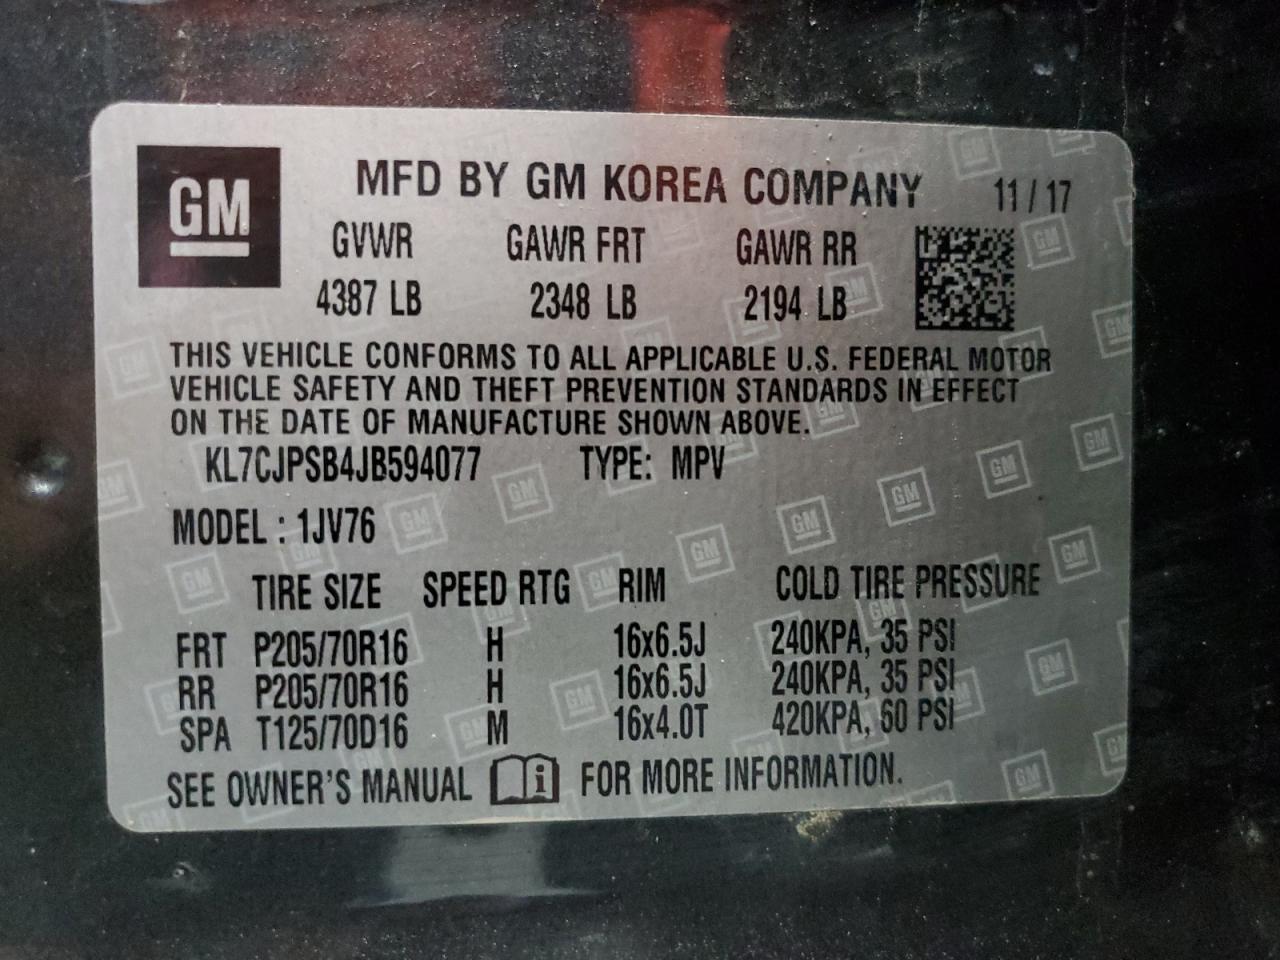 GM MFD BY GM KOREA COMPANY 11 / 17
GVWR GAWR FRT GAWR RR
4387 LB 2348 LB 2194 LB
THIS VEHICLE CONFORMS TO ALL APPLICABLE U.S. FEDERAL MOTOR
VEHICLE SAFETY AND THEFT PREVENTION STANDARDS IN EFFECT
ON THE DATE OF MANUFACTURE SHOWN ABOVE.
KL7CJPSB4JB594077 TYPE: MPV
MODEL : 1JV76
TIRE SIZE SPEED RTG RIM COLD TIRE PRESSURE
FRT P205/70R16 H 16x6.5J 240KPA, 35 PSI
RR P205/70R16 H 16x6.5J 240KPA, 35 PSI
SPA T125/70D16 M 16x4.0T 420KPA, 60 PSI
SEE OWNER'S MANUAL i FOR MORE INFORMATION.